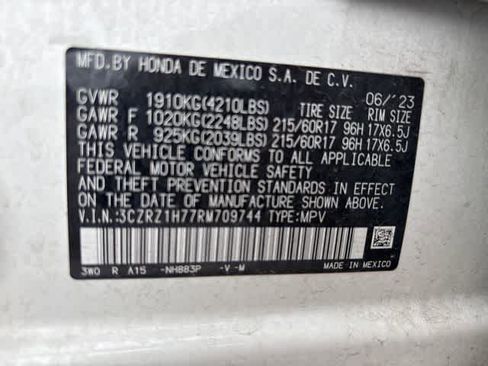 MFD. BY HONDA DE MEXICO S.A. DE C.V.
06/'23
GVWR 1910KG(4210LBS) TIRE SIZE RIM SIZE
GAWR F 1020KG(2248LBS) 215/60R17 96H 17X6.5J
GAWR R 925KG(2039LBS) 215/60R17 96H 17X6.5J
THIS VEHICLE CONFORMS TO ALL APPLICABLE
FEDERAL MOTOR VEHICLE SAFETY
AND THEFT PREVENTION STANDARDS IN EFFECT
ON THE DATE OF MANUFACTURE SHOWN ABOVE.
V.I.N.:3CZRZ1H77RM709744 TYPE:MPV
3W0 R A15 -NH883P -V -M MADE IN MEXICO